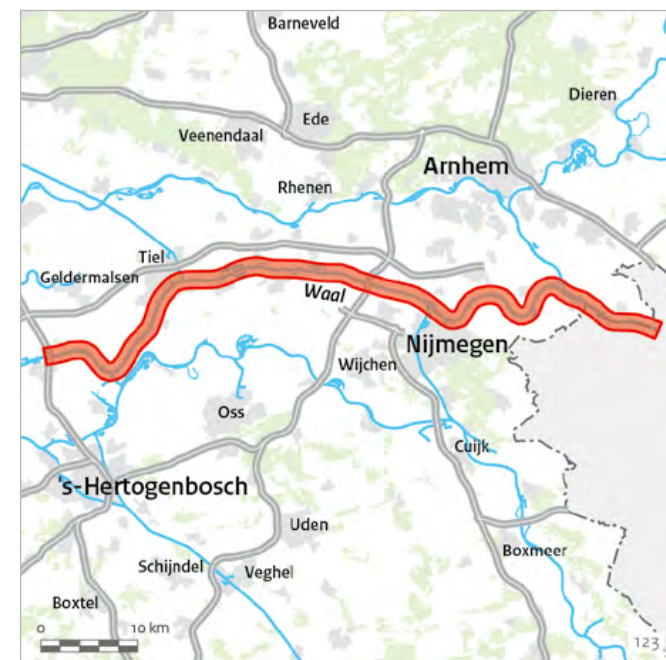 Barneveld
Dieren
Ede
Veenendaal
Arnhem
Rhenen
Tiel
Geldermalsen
Waal
Nijmegen
Wijchen
Oss
Cuijk
's-Hertogenbosch
Uden
Boxmeer
Schijndel
Veghel
Boxtel
0 10 km
123